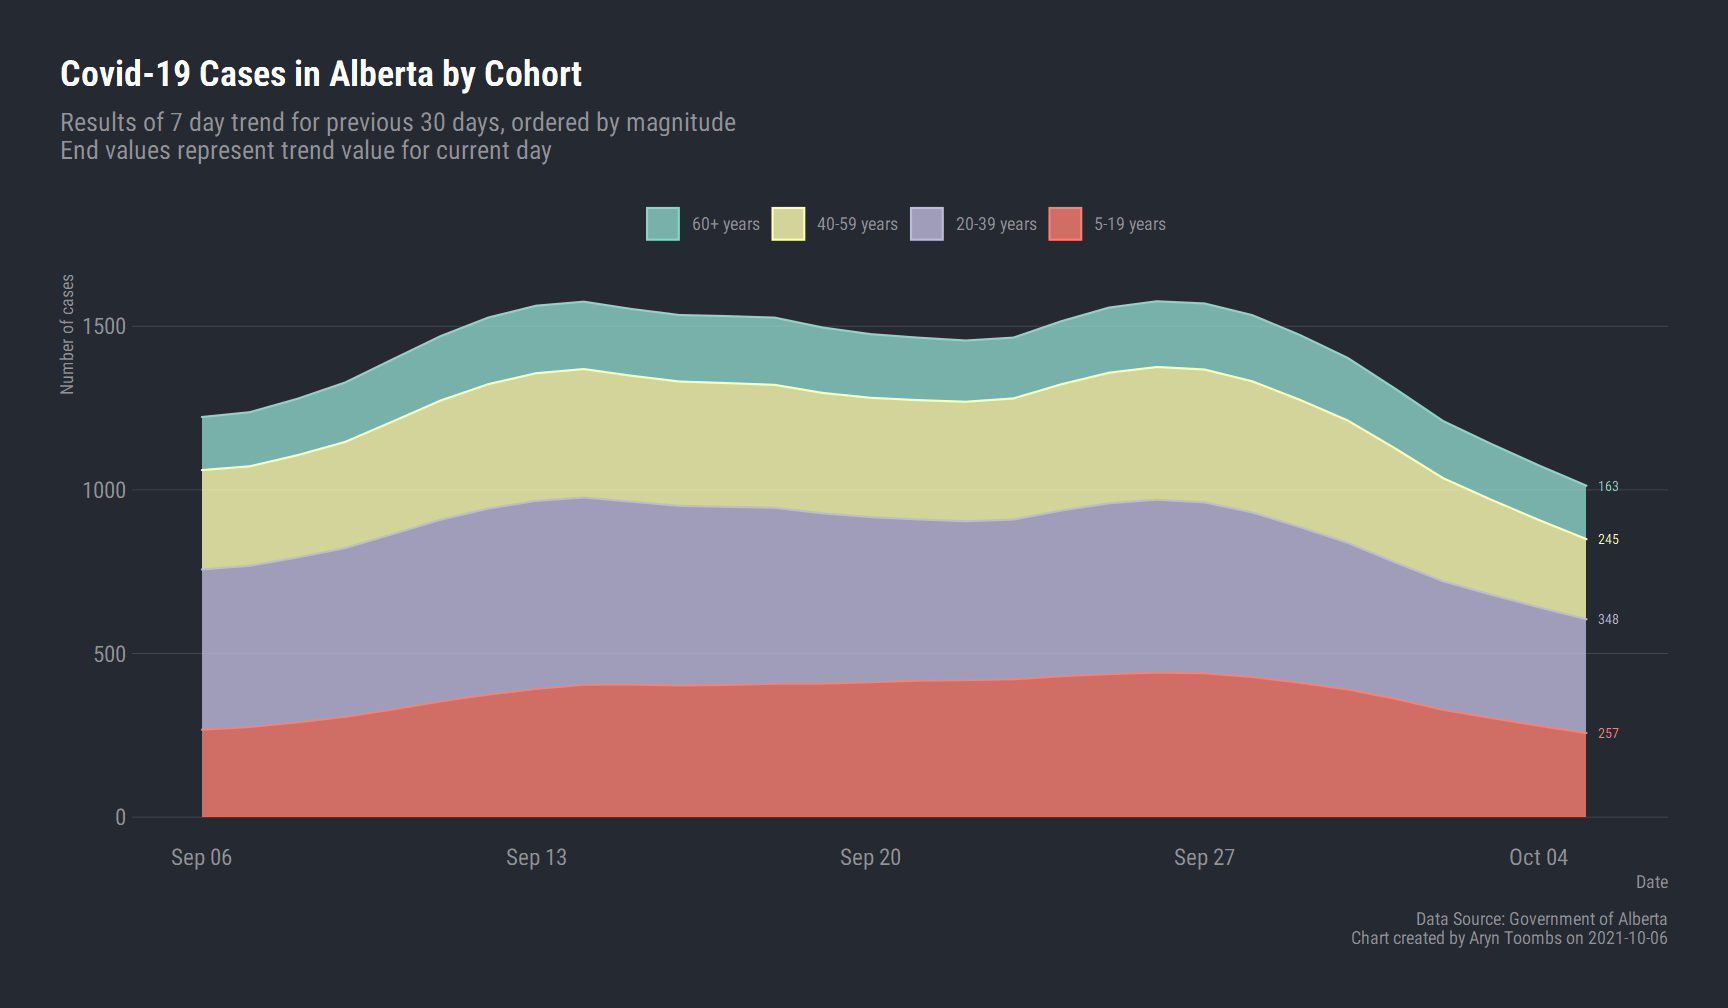 Covid-19 Cases in Alberta by Cohort
Results of 7 day trend for previous 30 days, ordered by magnitude
End values represent trend value for current day
60+ years
40-59 years
20-39 years
5-19 years
Number of cases
1500
1000
500
0
163
245
348
257
Sep 06
Sep 13
Sep 20
Sep 27
Oct 04
Date
Data Source: Government of Alberta
Chart created by Aryn Toombs on 2021-10-06